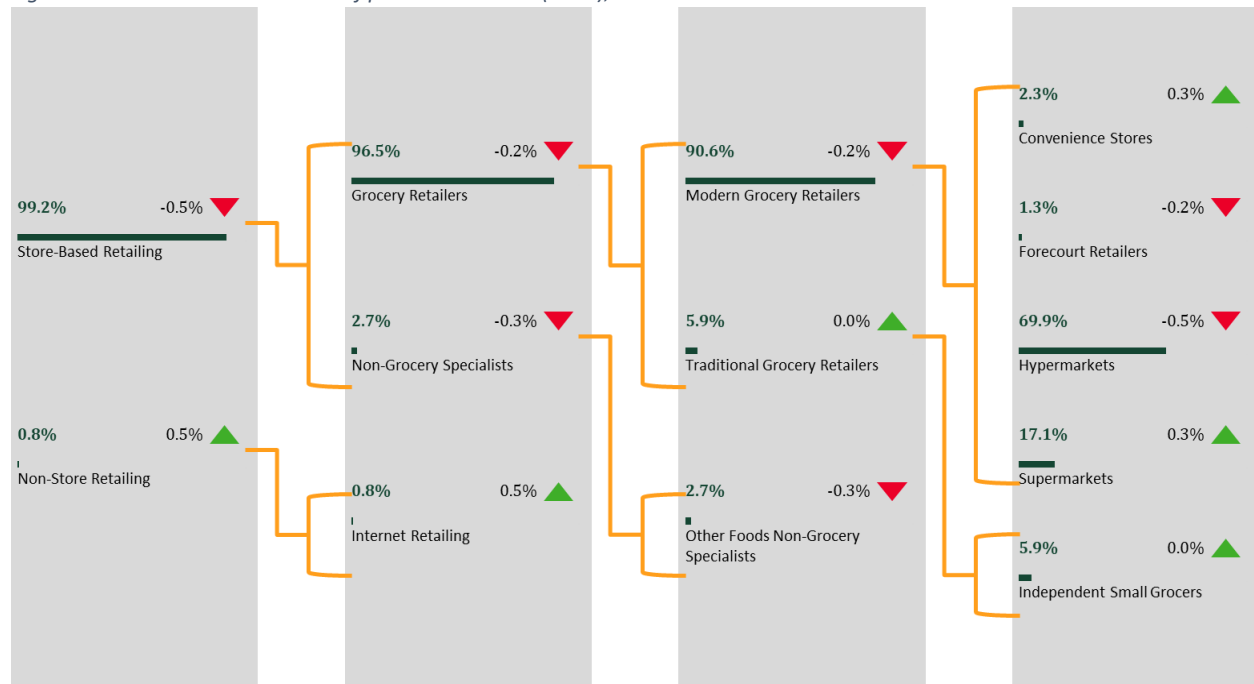 99.2% -0.5%
Store-Based Retailing
0.8% 0.5%
Non-Store Retailing
96.5% -0.2%
Grocery Retailers
2.7% -0.3%
Non-Grocery Specialists
0.8% 0.5%
Internet Retailing
90.6% -0.2%
Modern Grocery Retailers
5.9% 0.0%
Traditional Grocery Retailers
2.7% -0.3%
Other Foods Non-Grocery
Specialists
2.3% 0.3%
Convenience Stores
1.3% -0.2%
Forecourt Retailers
69.9% -0.5%
Hypermarkets
17.1% 0.3%
Supermarkets
5.9% 0.0%
Independent Small Grocers